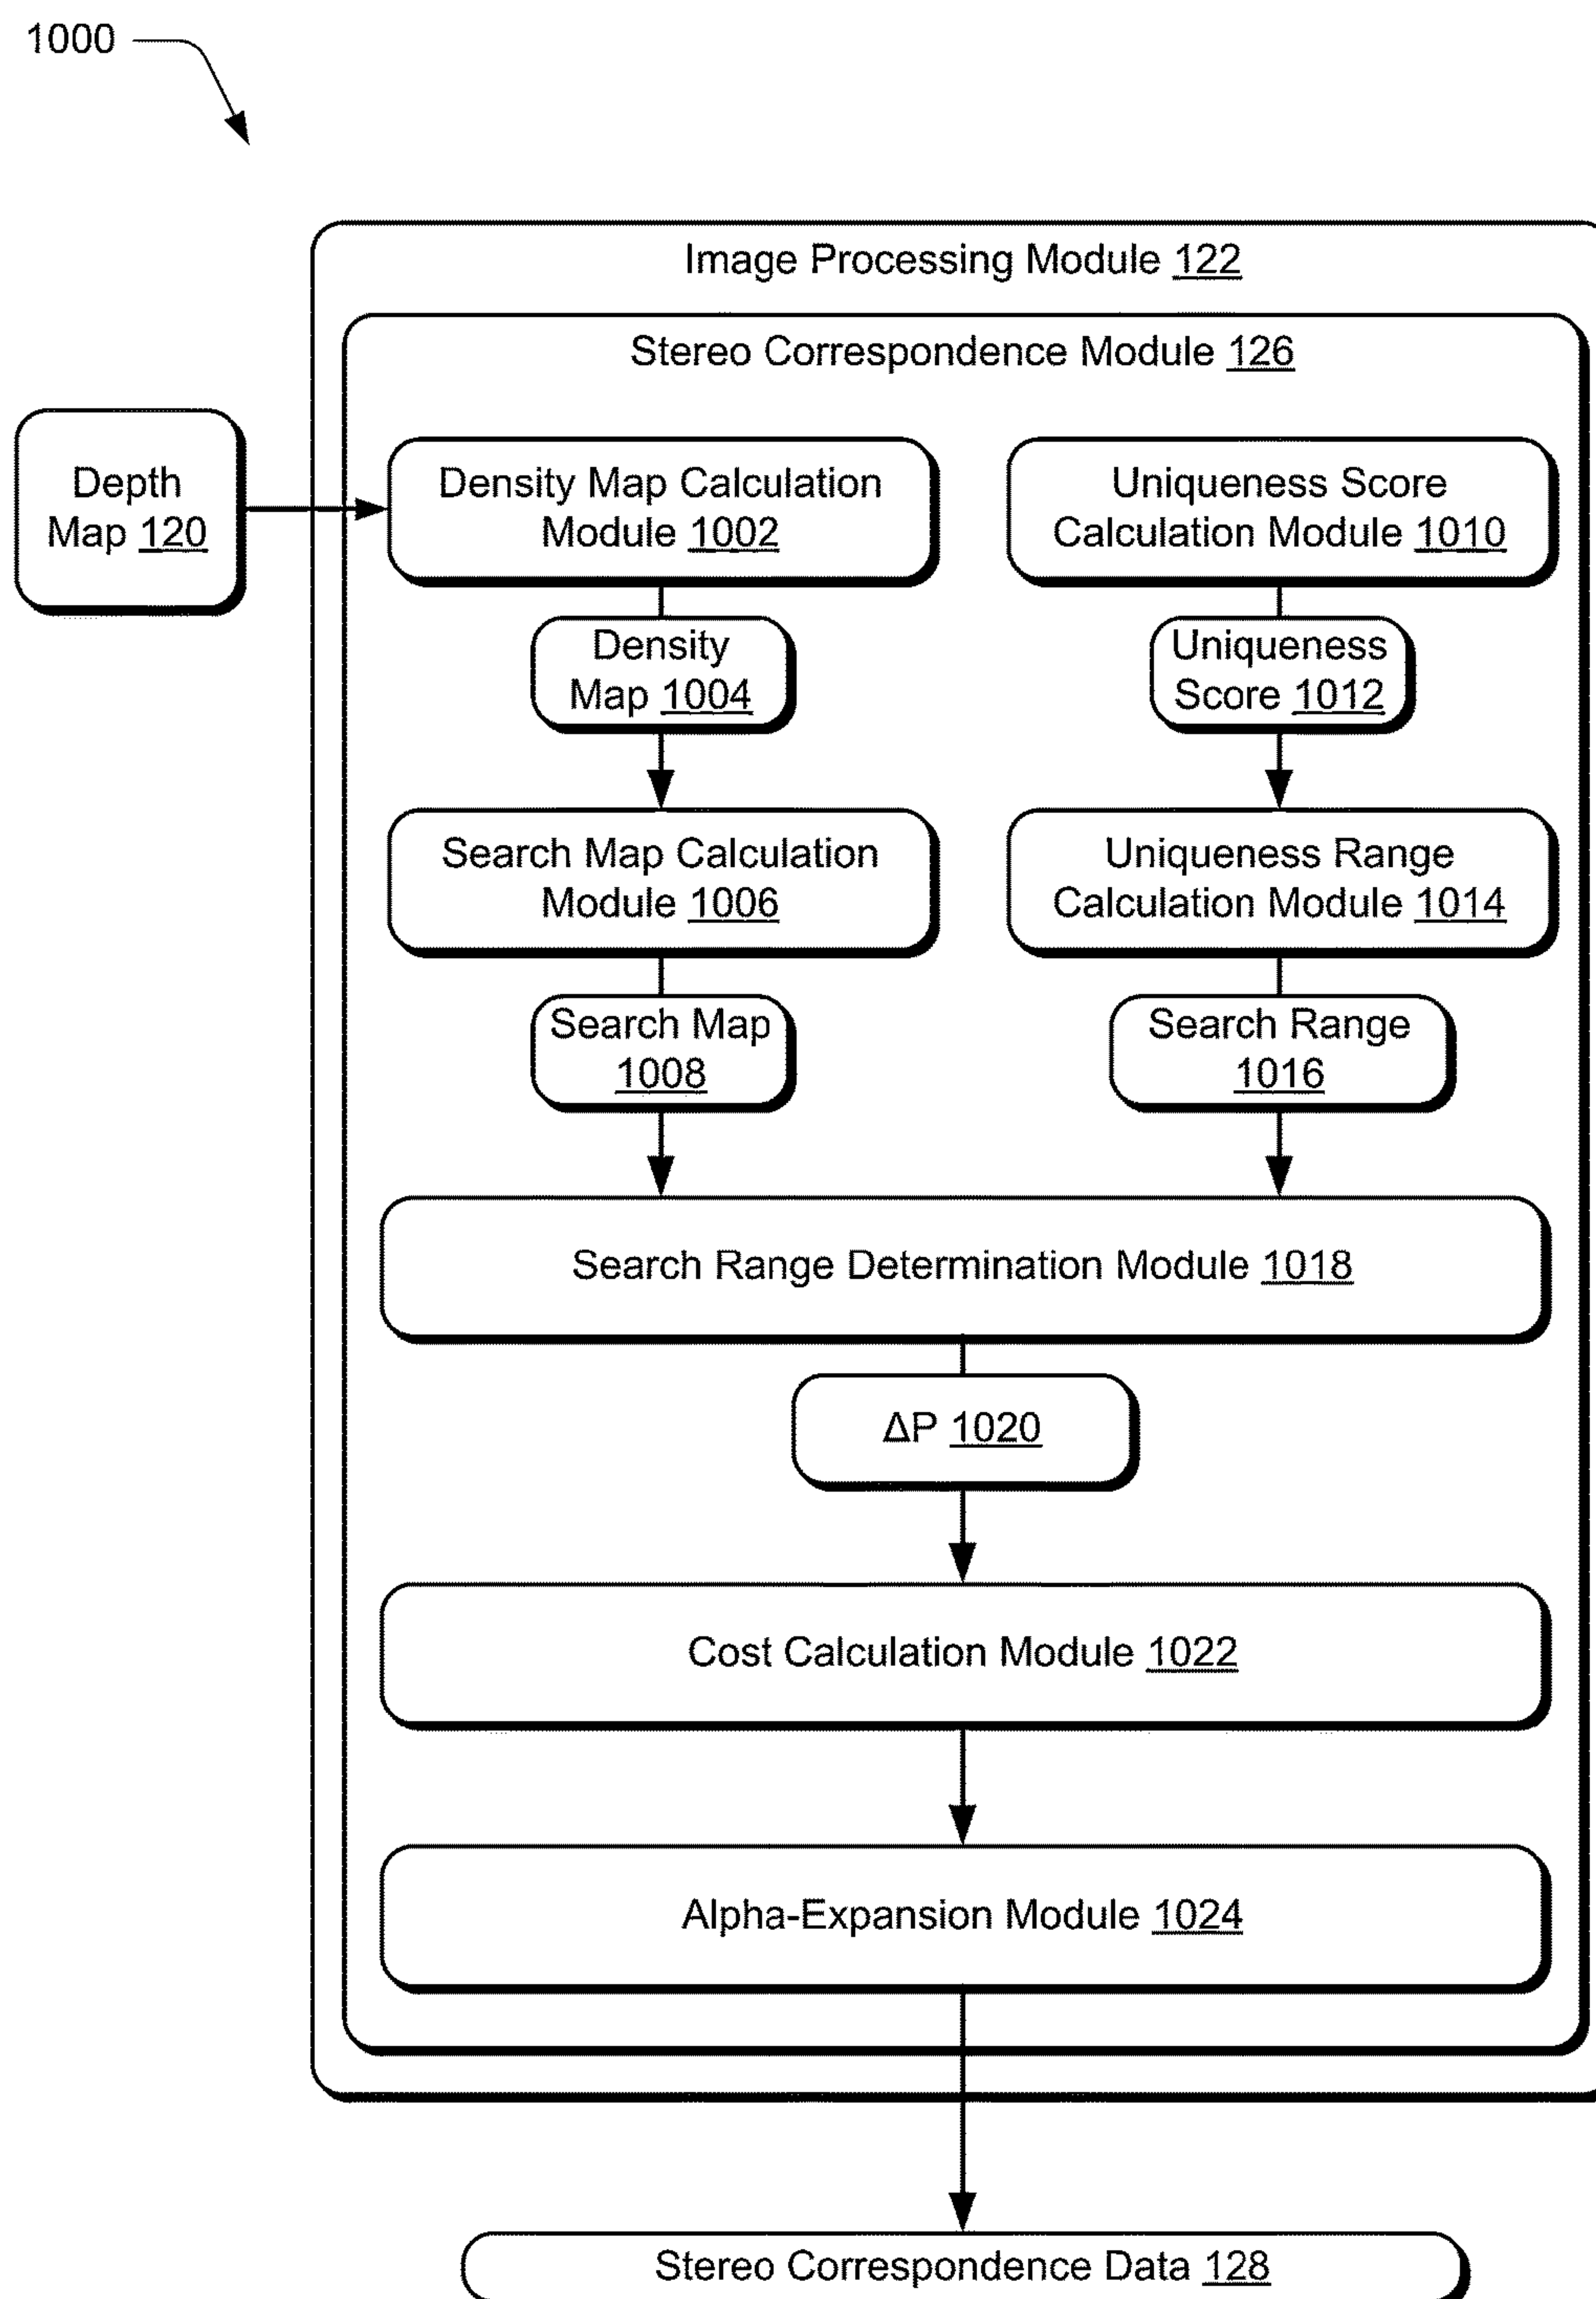 1000
Image Processing Module 122
Stereo Correspondence Module 126
Depth
Map 120
Density Map Calculation
Module 1002
Uniqueness Score
Calculation Module 1010
Density
Map 1004
Uniqueness
Score 1012
Search Map Calculation
Module 1006
Uniqueness Range
Calculation Module 1014
Search Map
1008
Search Range
1016
Search Range Determination Module 1018
ΔP 1020
Cost Calculation Module 1022
Alpha-Expansion Module 1024
Stereo Correspondence Data 128